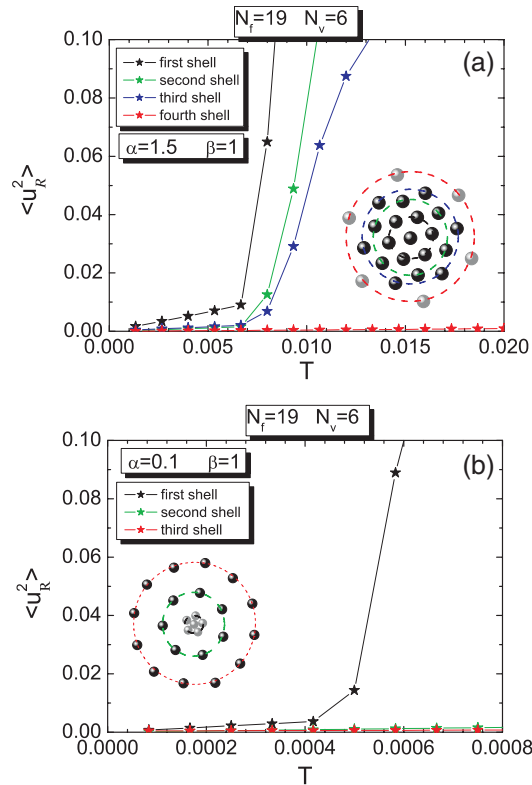 N_f=19 N_v=6
(a)
first shell
second shell
third shell
fourth shell
α=1.5 β=1
<u_R^2>
0.10
0.08
0.06
0.04
0.02
0.00
0.000 0.005 0.010 0.015 0.020
T
N_f=19 N_v=6
(b)
α=0.1 β=1
first shell
second shell
third shell
<u_R^2>
0.10
0.08
0.06
0.04
0.02
0.00
0.0000 0.0002 0.0004 0.0006 0.0008
T